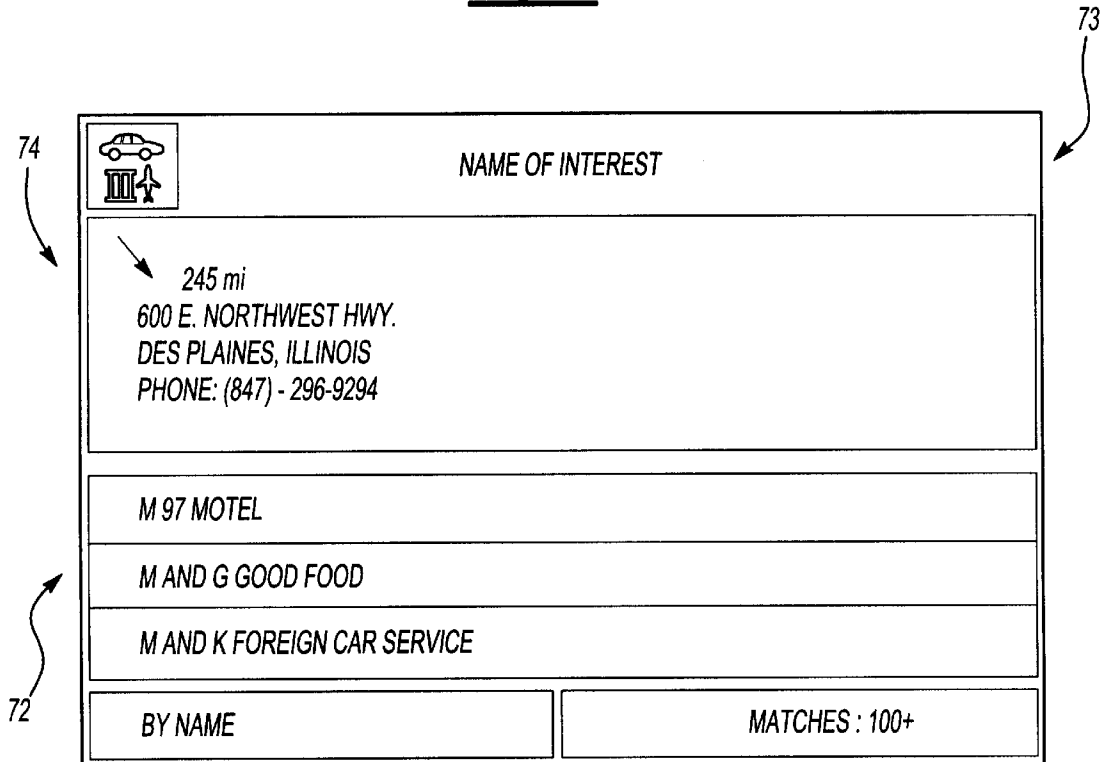 73
74
NAME OF INTEREST
245 mi
600 E. NORTHWEST HWY.
DES PLAINES, ILLINOIS
PHONE: (847) - 296-9294
M 97 MOTEL
M AND G GOOD FOOD
M AND K FOREIGN CAR SERVICE
72
BY NAME
MATCHES : 100+